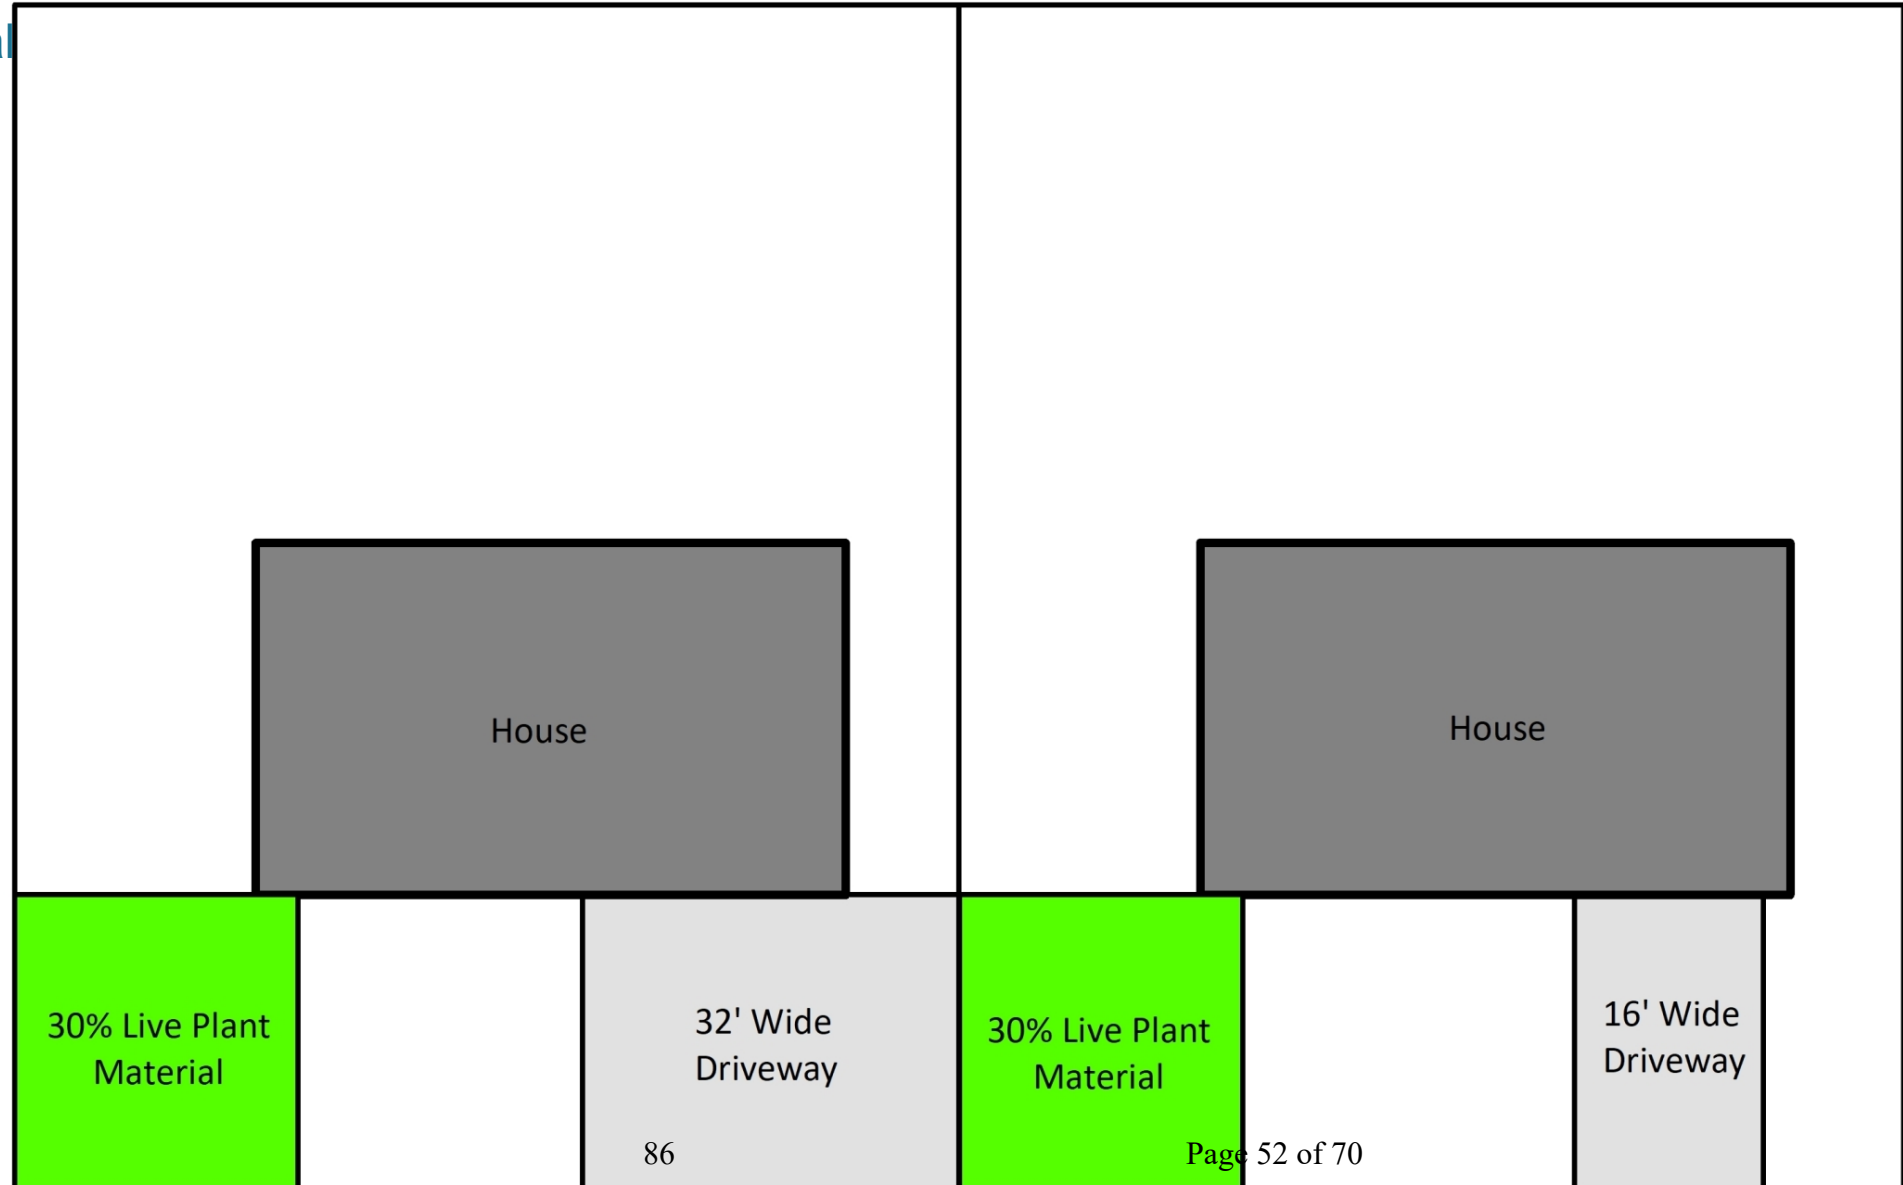 House
House
30% Live Plant
Material
32' Wide
Driveway
30% Live Plant
Material
16' Wide
Driveway
86
Page 52 of 70